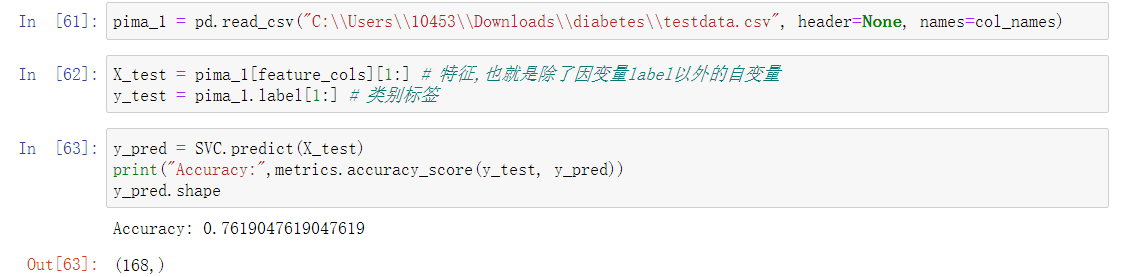 In [61]: pima_1 = pd.read_csv("C:\\Users\\10453\\Downloads\\diabetes\\testdata.csv", header=None, names=col_names)
In [62]: X_test = pima_1[feature_cols][1:] # 特征,也就是除了因变量label以外的自变量
y_test = pima_1.label[1:] # 类别标签
In [63]: y_pred = SVC.predict(X_test)
print("Accuracy:",metrics.accuracy_score(y_test, y_pred))
y_pred.shape
Accuracy: 0.7619047619047619
Out[63]: (168,)